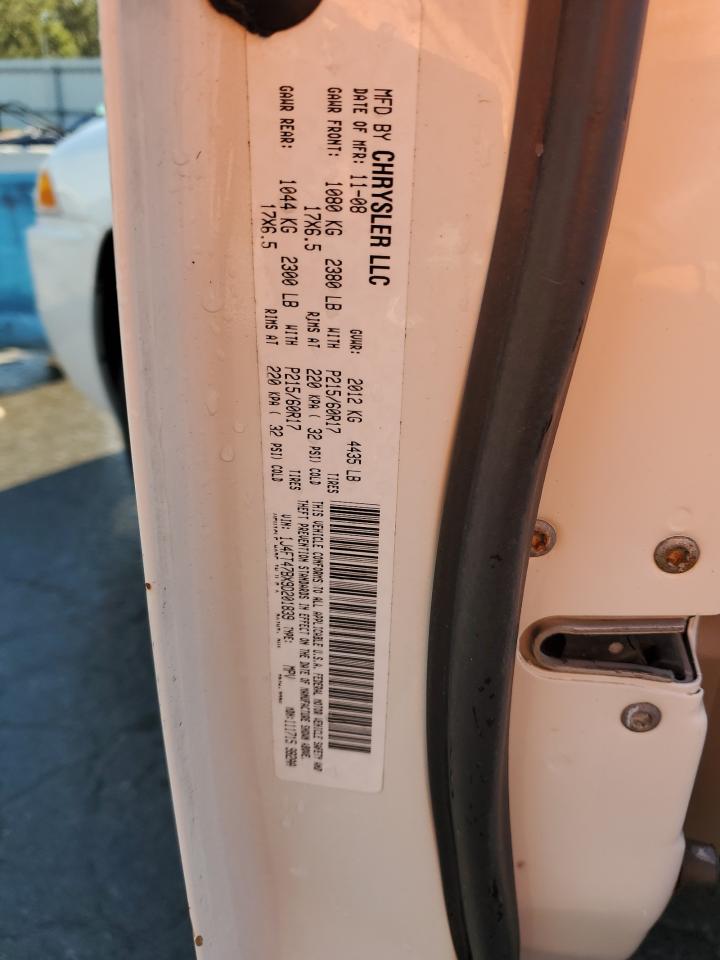 MFD BY CHRYSLER LLC
DATE OF MFR: 11-08 GVWR: 2012 KG 4435 LB
GAWR FRONT: 1080 KG 2380 LB WITH P215/60R17 TIRES
17X6.5 RIMS AT 220 KPA ( 32 PSI) COLD
GAWR REAR: 1044 KG 2300 LB WITH P215/60R17 TIRES
17X6.5 RIMS AT 220 KPA ( 32 PSI) COLD
THIS VEHICLE CONFORMS TO ALL APPLICABLE U.S.A. FEDERAL MOTOR VEHICLE SAFETY AND
THEFT PREVENTION STANDARDS IN EFFECT ON THE DATE OF MANUFACTURE SHOWN ABOVE.
VIN: 1J4FT47BX9D201839 TYPE: MPV MDH:111715